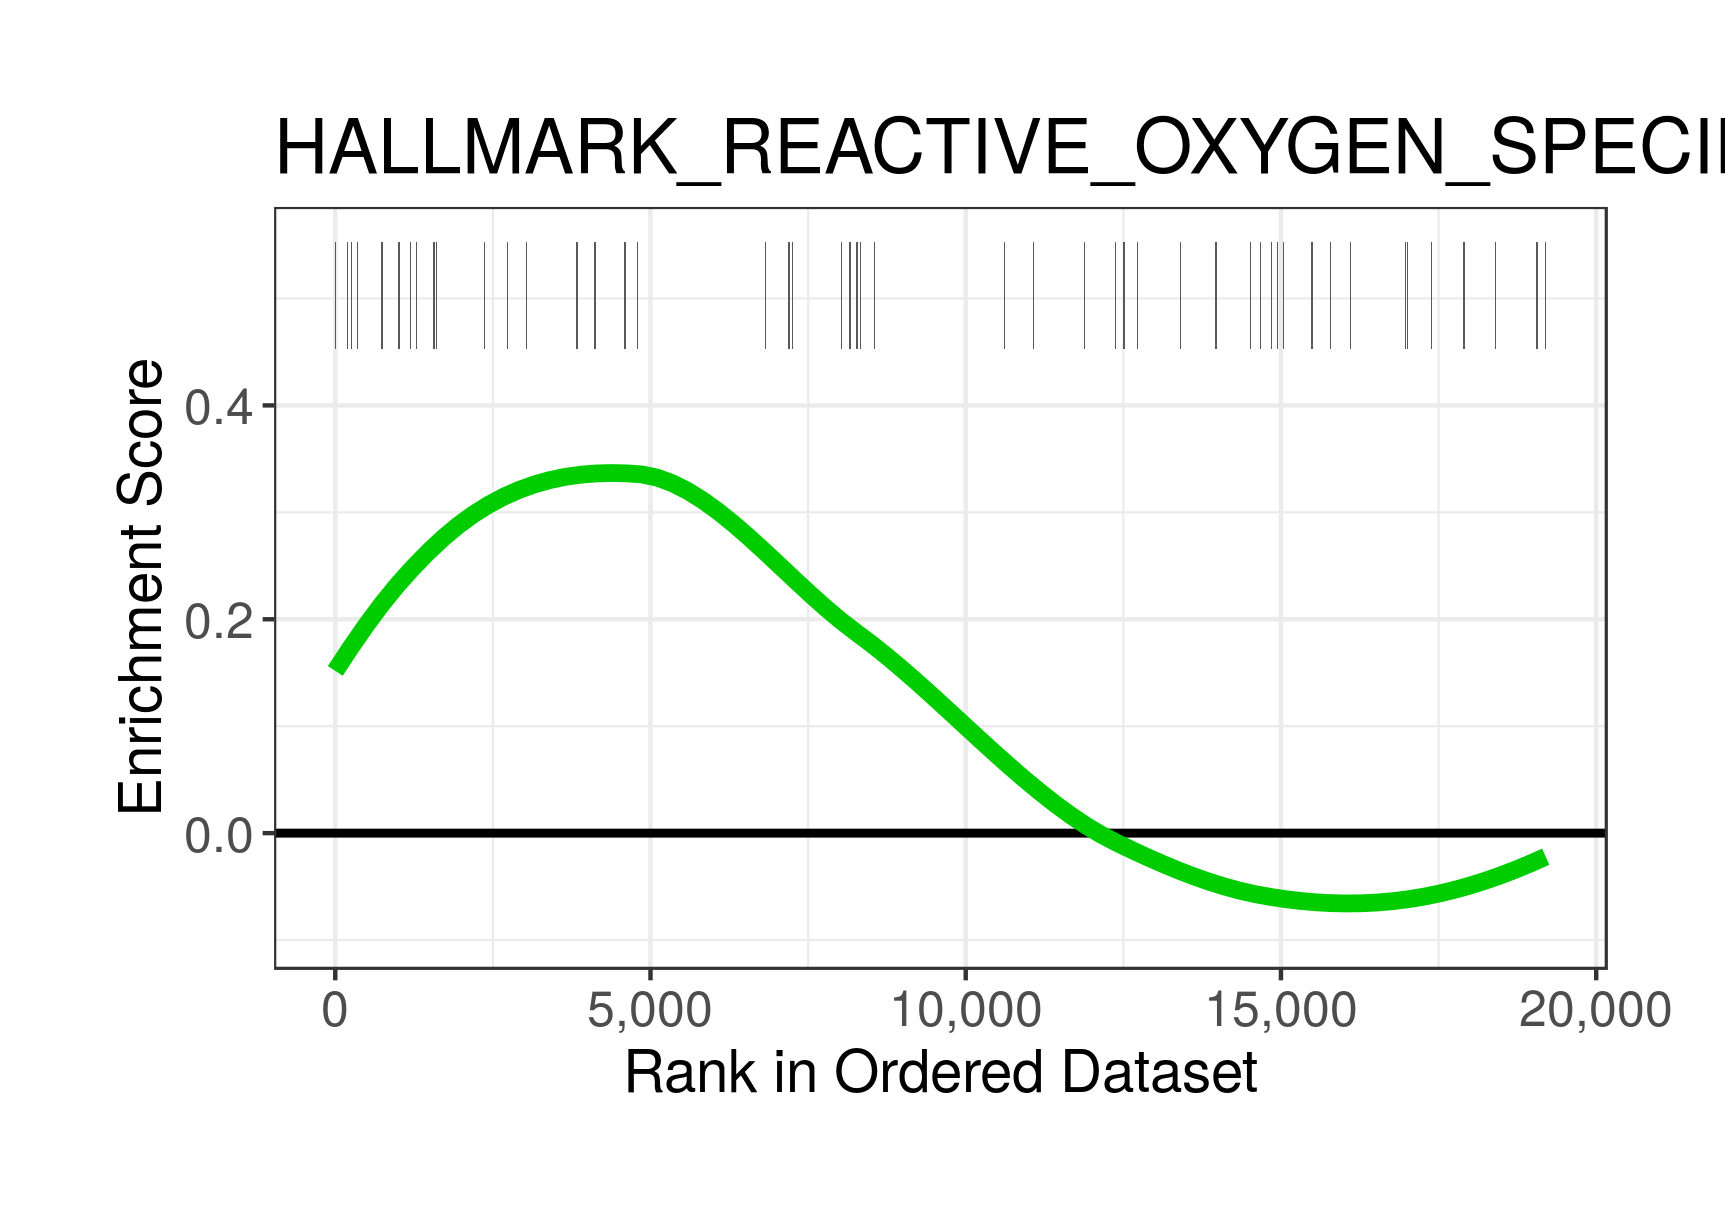 HALLMARK_REACTIVE_OXYGEN_SPECI
Enrichment Score
0.4
0.2
0.0
0 5,000 10,000 15,000 20,000
Rank in Ordered Dataset